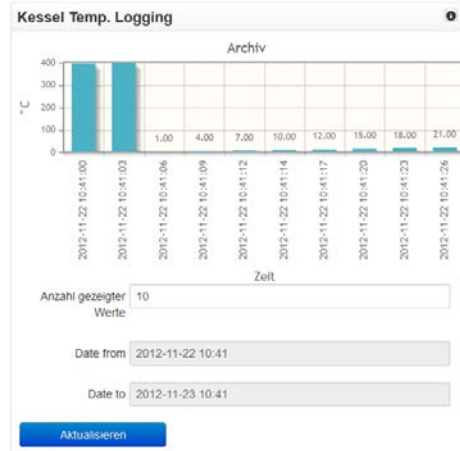 Kessel Temp. Logging
Archiv
°C
400
300
200
100
0
1.00 4.00 7.00 10.00 12.00 15.00 18.00 21.00
2012-11-22 10:41:00
2012-11-22 10:41:03
2012-11-22 10:41:06
2012-11-22 10:41:09
2012-11-22 10:41:12
2012-11-22 10:41:14
2012-11-22 10:41:17
2012-11-22 10:41:20
2012-11-22 10:41:23
2012-11-22 10:41:26
Zeit
Anzahl gezeigter 10
Werte
Date from 2012-11-22 10:41
Date to 2012-11-23 10:41
Aktualisieren